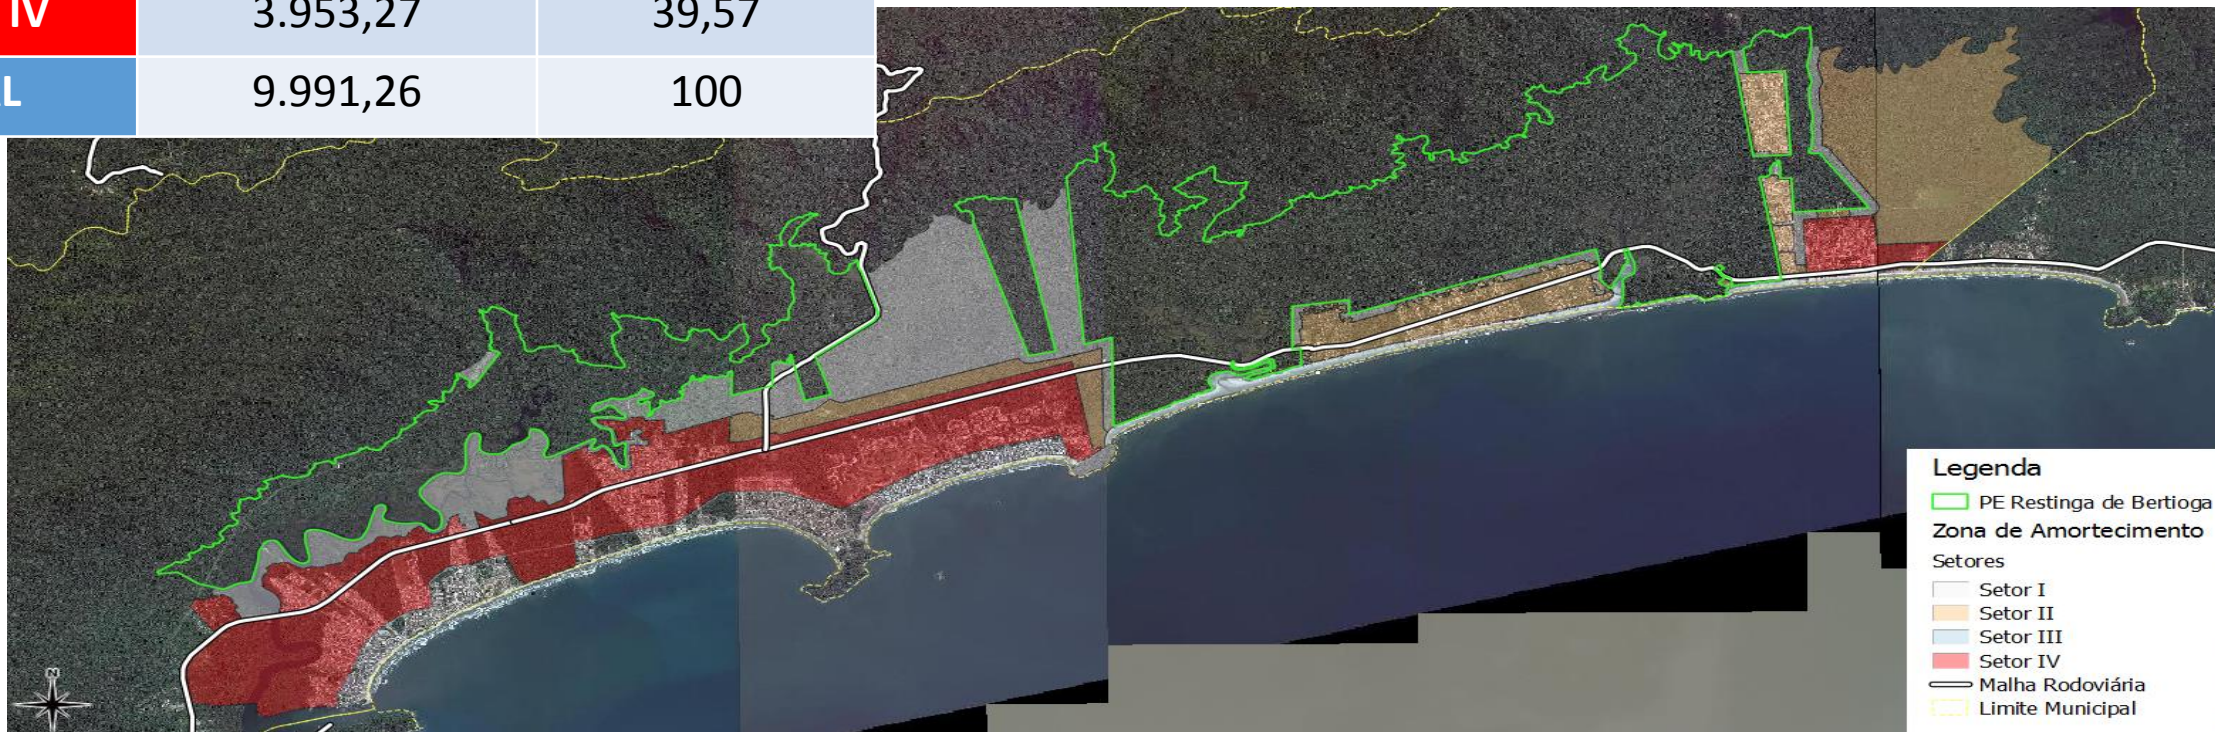 IV 3.953,27 39,57
9.991,26 100
Legenda
PE Restinga de Bertioga
Zona de Amortecimento
Setores
Setor I
Setor II
Setor III
Setor IV
Malha Rodoviária
Limite Municipal